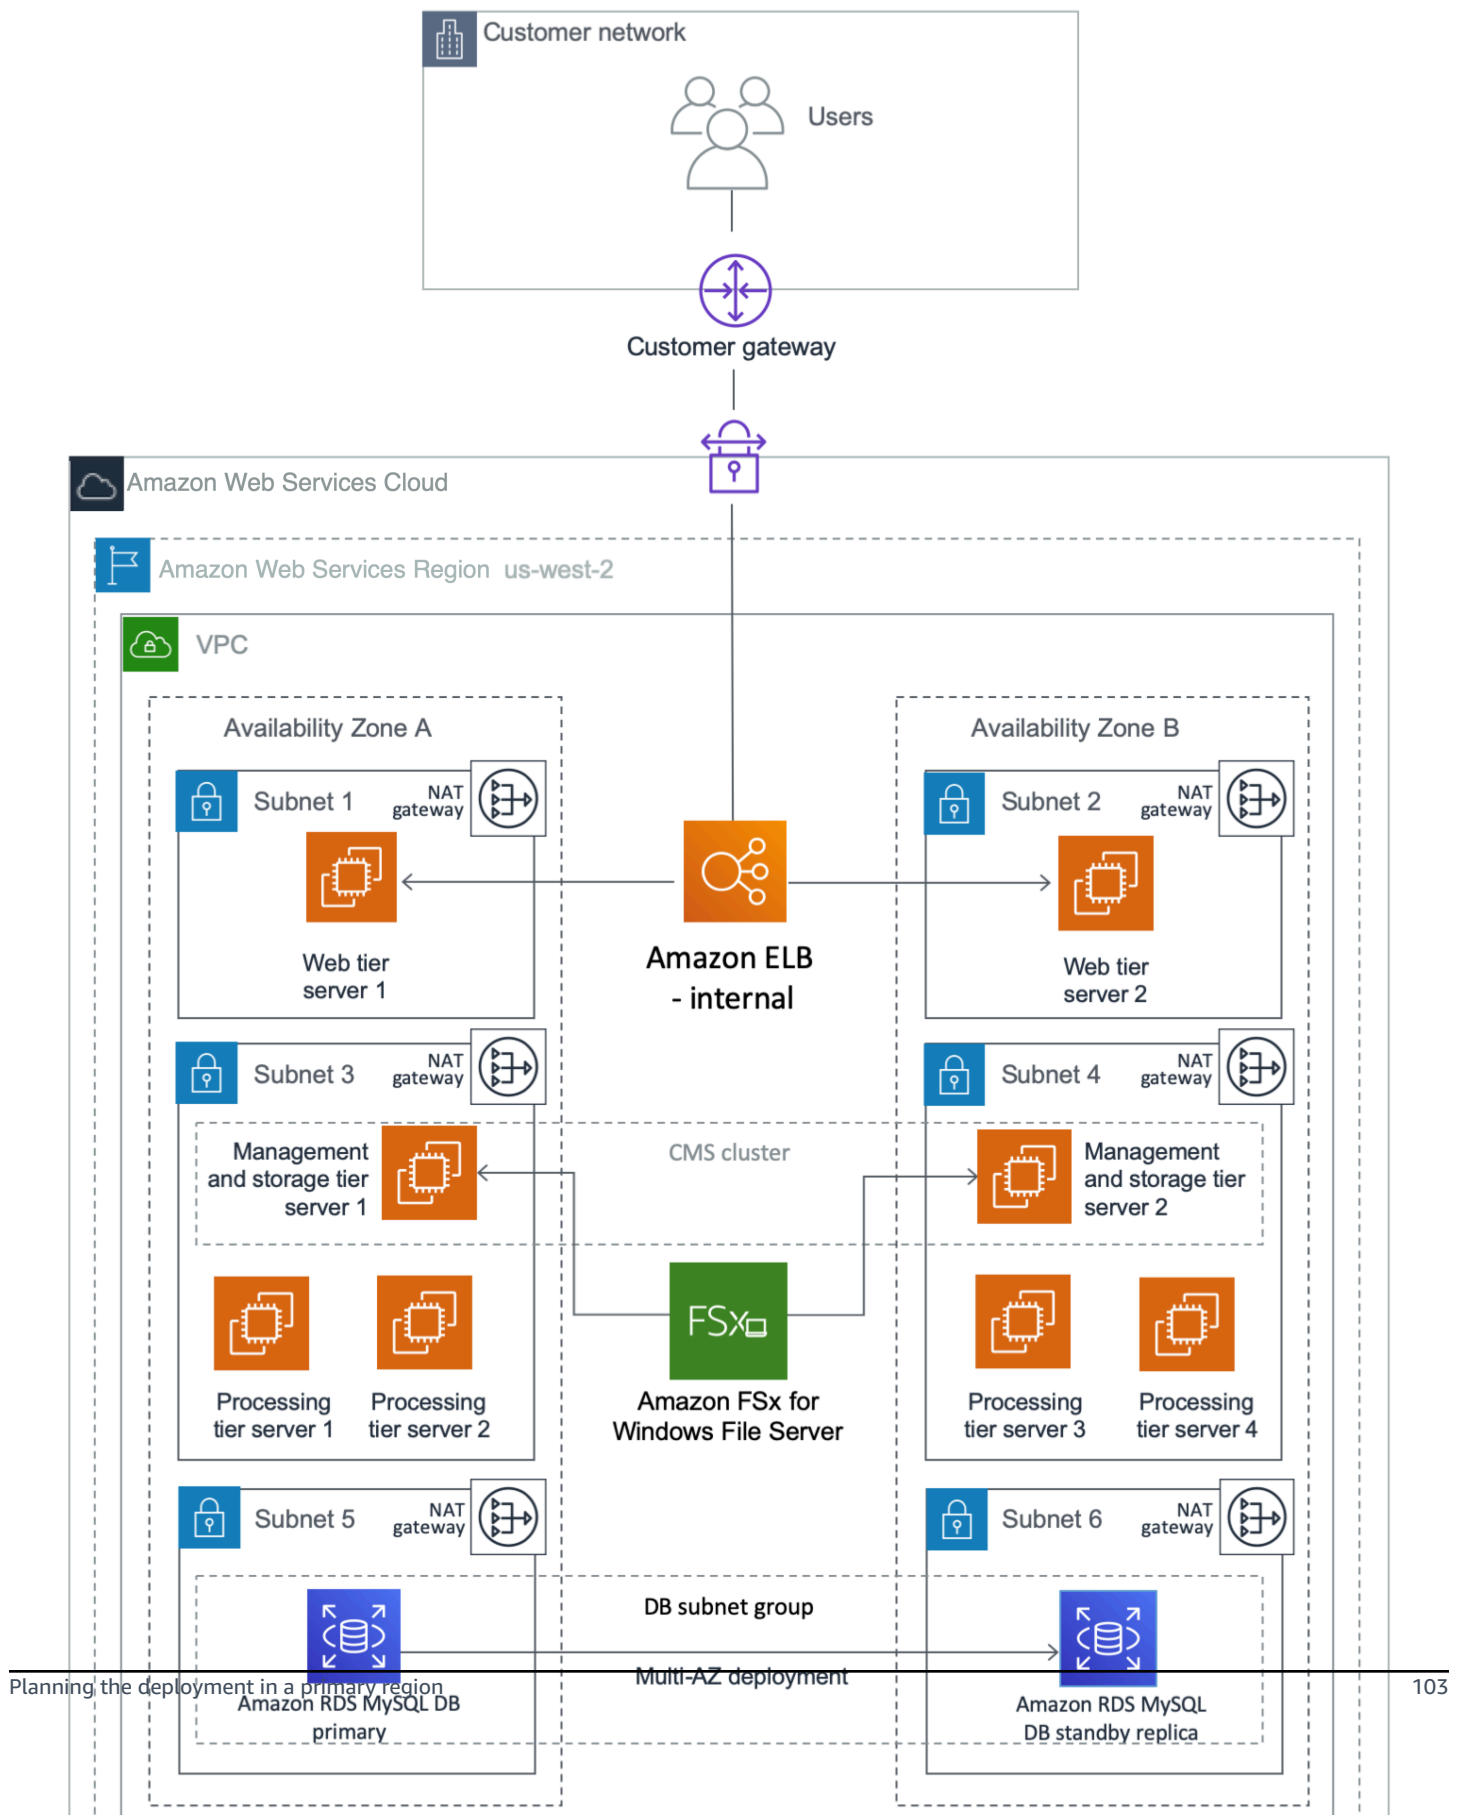 Customer network
Users
Customer gateway
Amazon Web Services Cloud
Amazon Web Services Region us-west-2
VPC
Availability Zone A
Availability Zone B
Subnet 1
NAT
gateway
Subnet 2
NAT
gateway
Web tier
server 1
Amazon ELB
- internal
Web tier
server 2
Subnet 3
NAT
gateway
Subnet 4
NAT
gateway
Management
and storage tier
server 1
CMS cluster
Management
and storage tier
server 2
FSx
Processing
tier server 1
Processing
tier server 2
Amazon FSx for
Windows File Server
Processing
tier server 3
Processing
tier server 4
Subnet 5
NAT
gateway
Subnet 6
NAT
gateway
DB subnet group
Multi-AZ deployment
Planning the deployment in a primary region
103
Amazon RDS MySQL DB
primary
Amazon RDS MySQL
DB standby replica